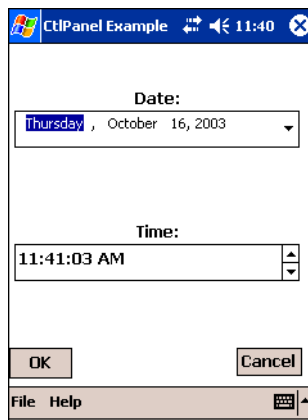 CtlPanel Example 11:40
Date:
Thursday , October 16, 2003
Time:
11:41:03 AM
OK Cancel
File Help